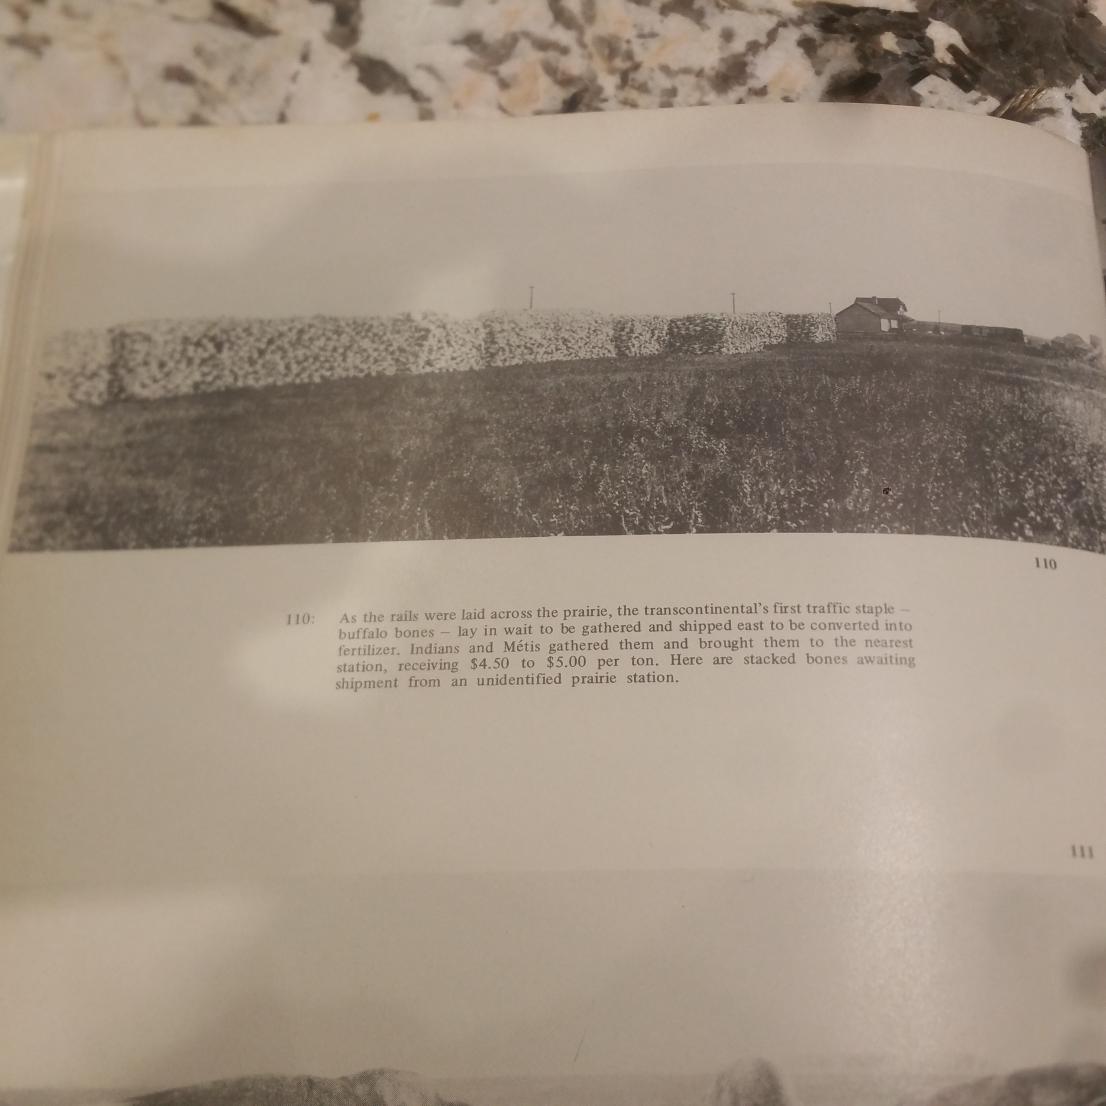 110
110: As the rails were laid across the prairie, the transcontinental's first traffic staple –
buffalo bones – lay in wait to be gathered and shipped east to be converted into
fertilizer. Indians and Métis gathered them and brought them to the nearest
station, receiving $4.50 to $5.00 per ton. Here are stacked bones awaiting
shipment from an unidentified prairie station.
111